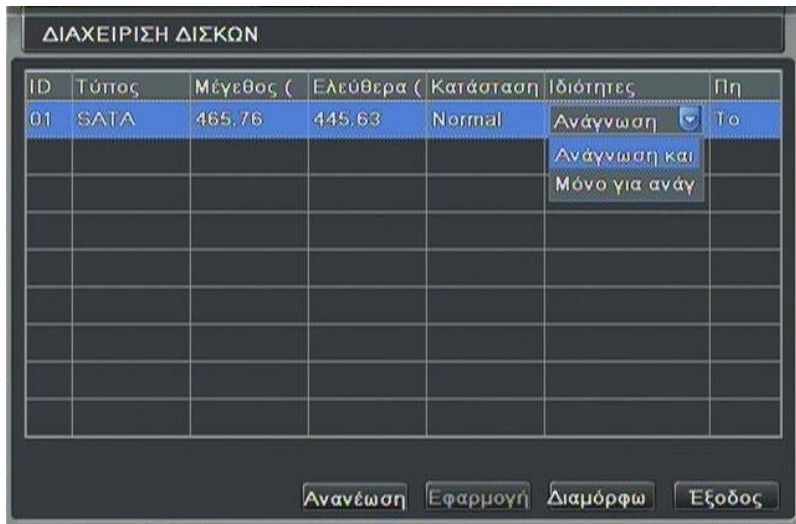 ΔΙΑΧΕΙΡΙΣΗ ΔΙΣΚΩΝ
ID Τύπος Μέγεθος ( Ελεύθερα ( Κατάσταση Ιδιότητες Πη
01 SATA 465.76 445.63 Normal Ανάγνωση Το
Ανάγνωση και
Μόνο για ανάγ
Ανανέωση Εφαρμογή Διαμόρφω Έξοδος